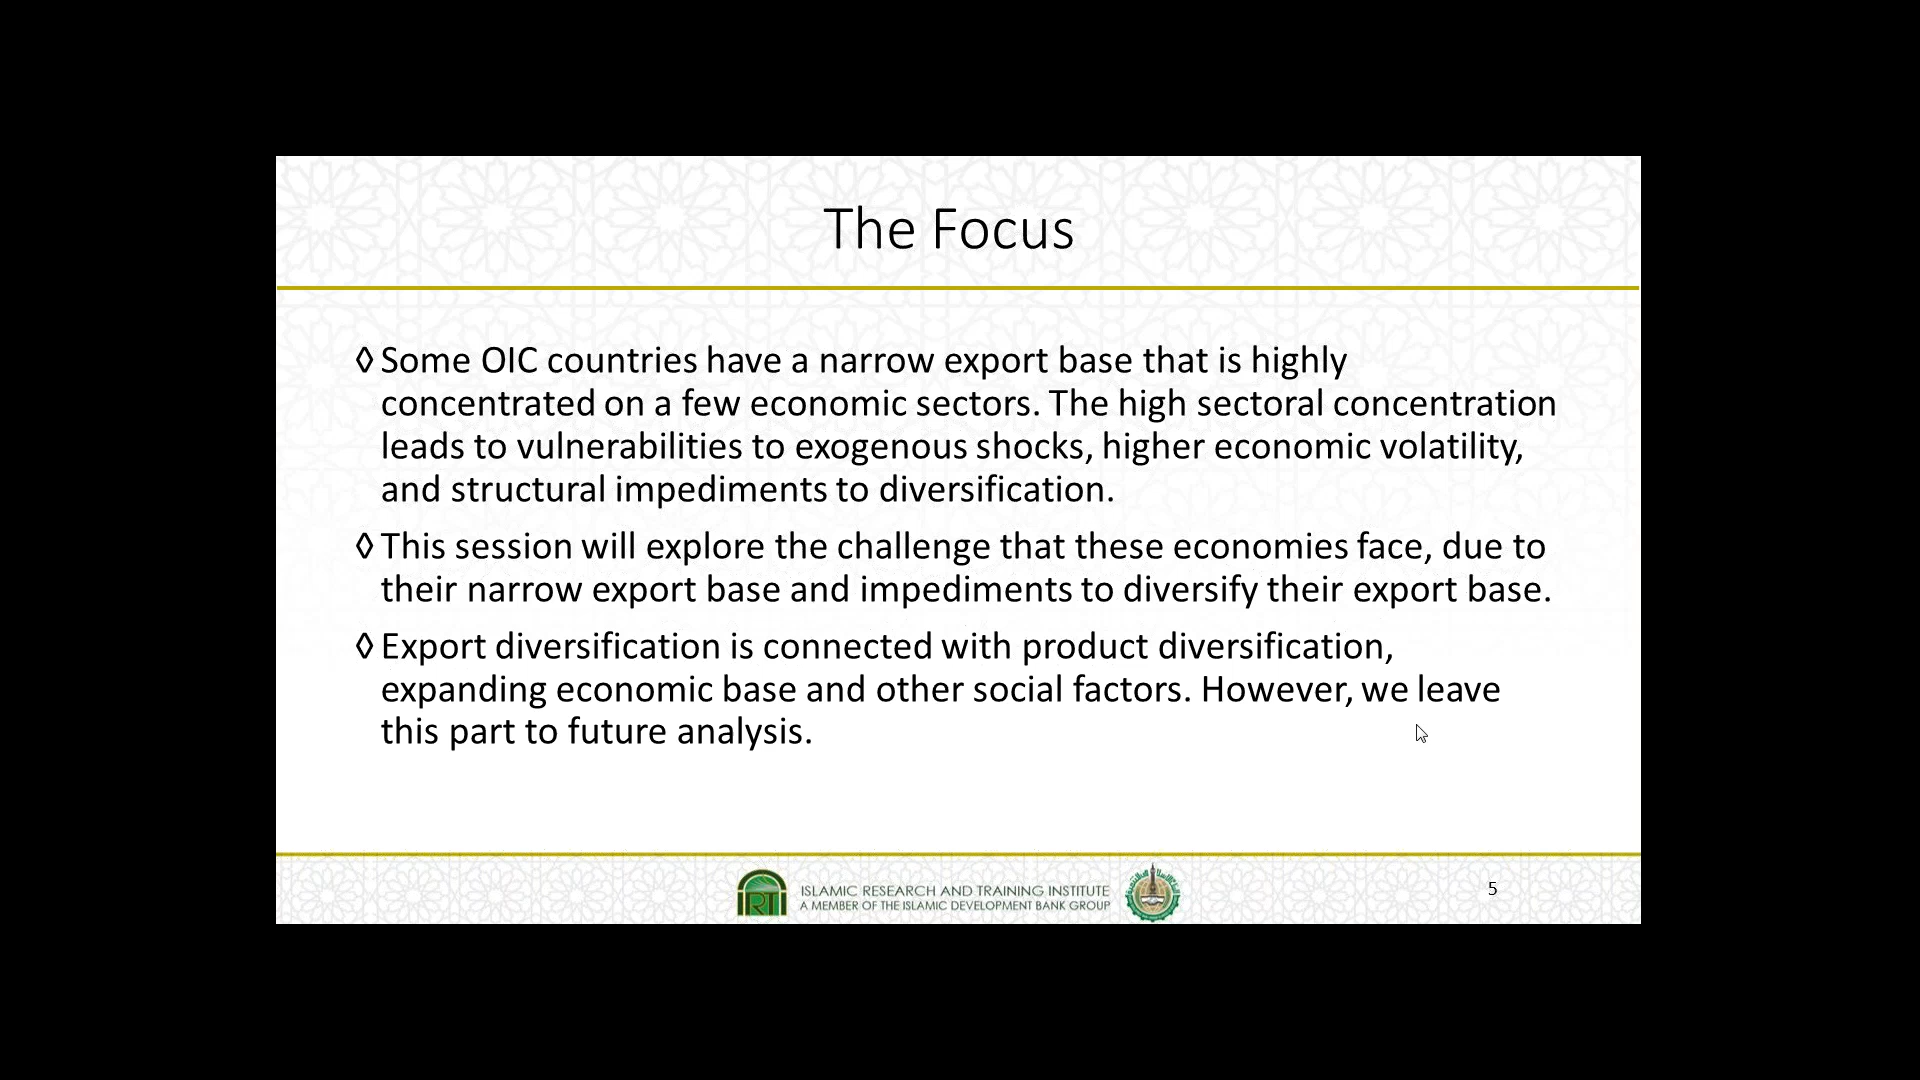 The Focus
◊ Some OIC countries have a narrow export base that is highly
concentrated on a few economic sectors. The high sectoral concentration
leads to vulnerabilities to exogenous shocks, higher economic volatility,
and structural impediments to diversification.
◊ This session will explore the challenge that these economies face, due to
their narrow export base and impediments to diversify their export base.
◊ Export diversification is connected with product diversification,
expanding economic base and other social factors. However, we leave
this part to future analysis.
IRTI
ISLAMIC RESEARCH AND TRAINING INSTITUTE
A MEMBER OF THE ISLAMIC DEVELOPMENT BANK GROUP
5